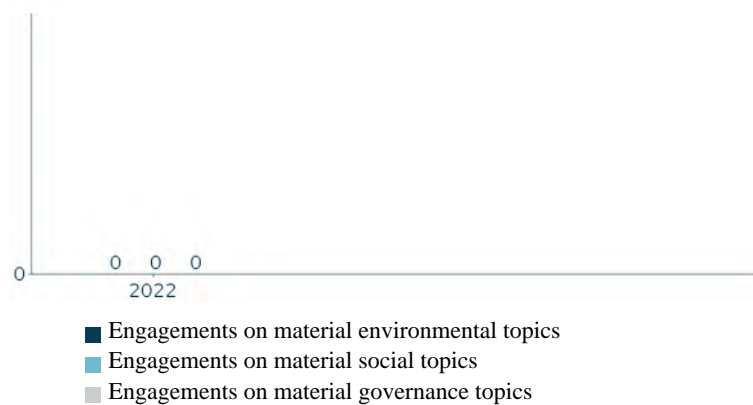 0 0 0
0
2022
Engagements on material environmental topics
Engagements on material social topics
Engagements on material governance topics